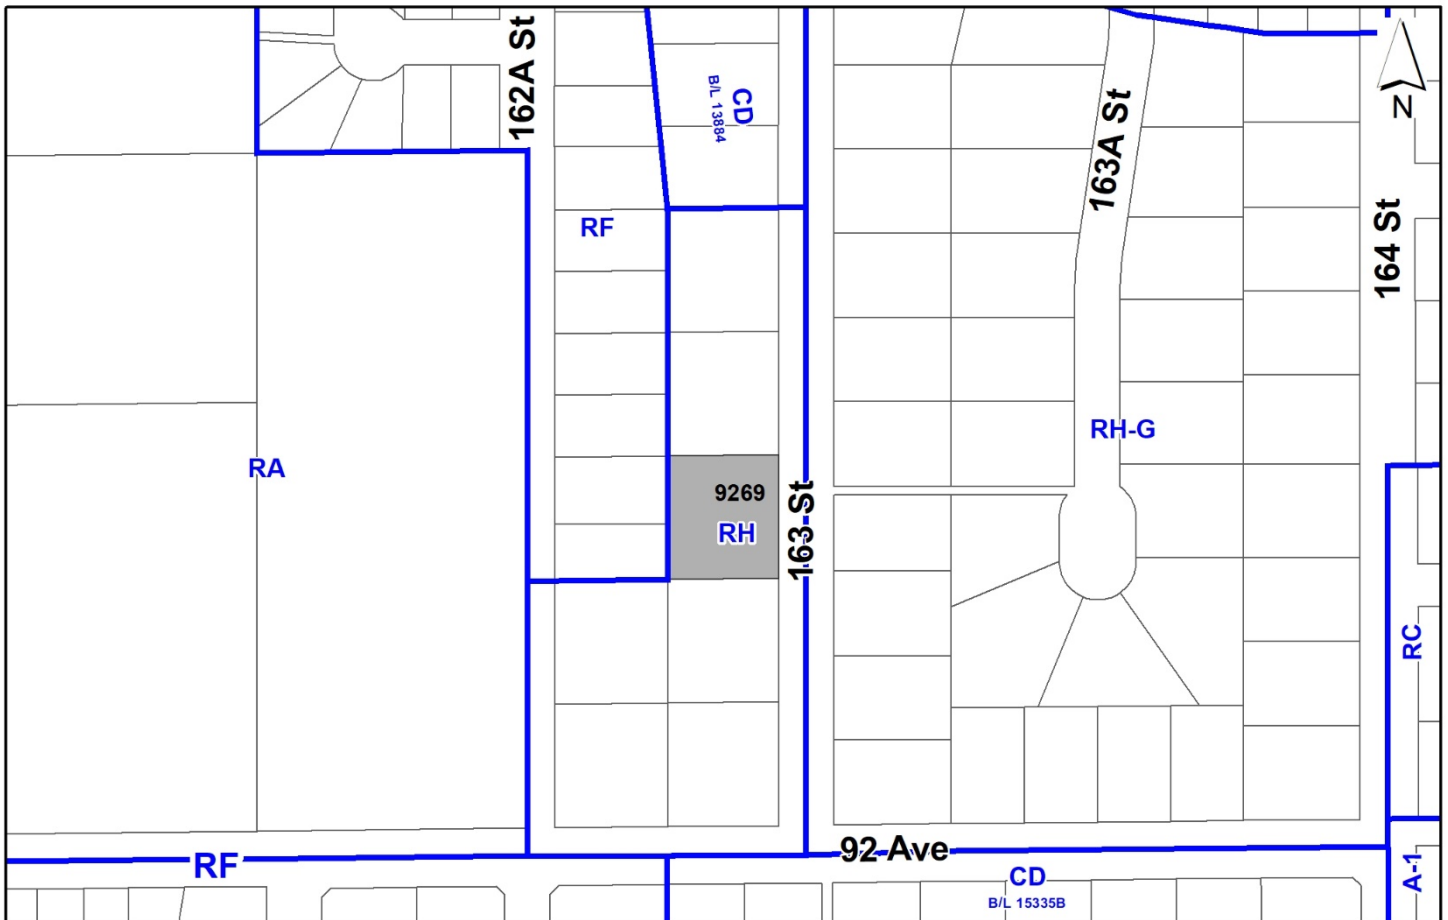 162A St
CD
B/L 13884
163A St
N
RF
164 St
RH-G
RA
9269
RH
163 St
RC
92 Ave
RF
CD
B/L 15335B
A-1